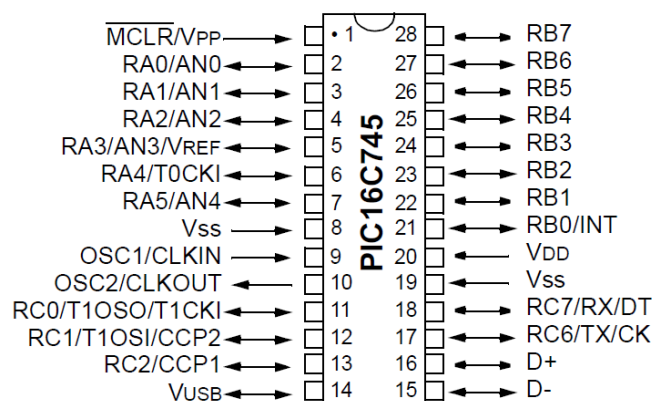 MCLR/VPP • 1 28 RB7
RA0/AN0 2 27 RB6
RA1/AN1 3 26 RB5
RA2/AN2 4 25 RB4
RA3/AN3/VREF 5 24 RB3
RA4/T0CKI 6 23 RB2
RA5/AN4 7 22 RB1
VSS 8 21 RB0/INT
OSC1/CLKIN 9 20 VDD
OSC2/CLKOUT 10 19 VSS
RC0/T1OSO/T1CKI 11 18 RC7/RX/DT
RC1/T1OSI/CCP2 12 17 RC6/TX/CK
RC2/CCP1 13 16 D+
VUSB 14 15 D-
PIC16C745